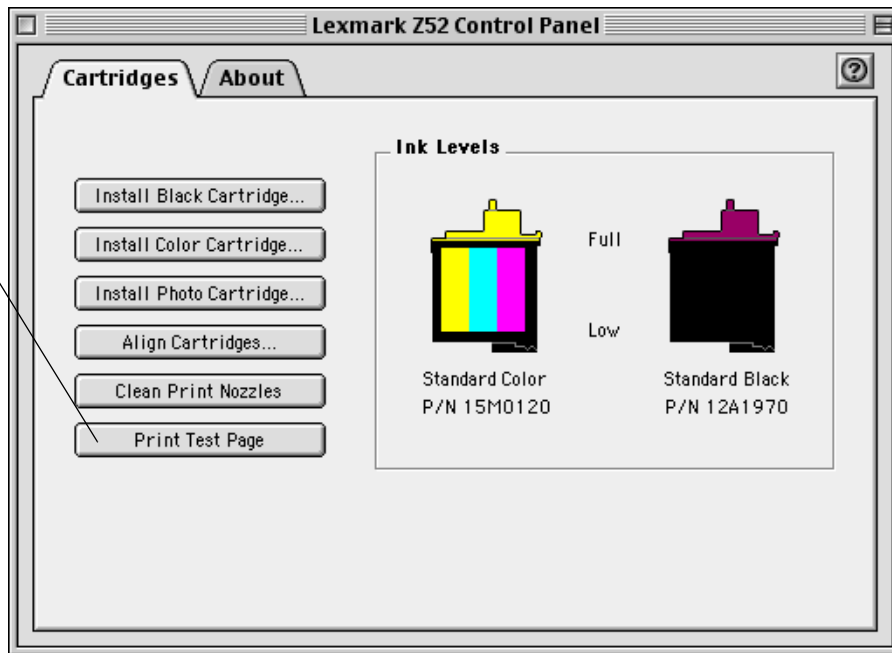 Lexmark Z52 Control Panel
Cartridges
About
?
Install Black Cartridge...
Install Color Cartridge...
Install Photo Cartridge...
Align Cartridges...
Clean Print Nozzles
Print Test Page
Ink Levels
Full
Low
Standard Color
P/N 15M0120
Standard Black
P/N 12A1970